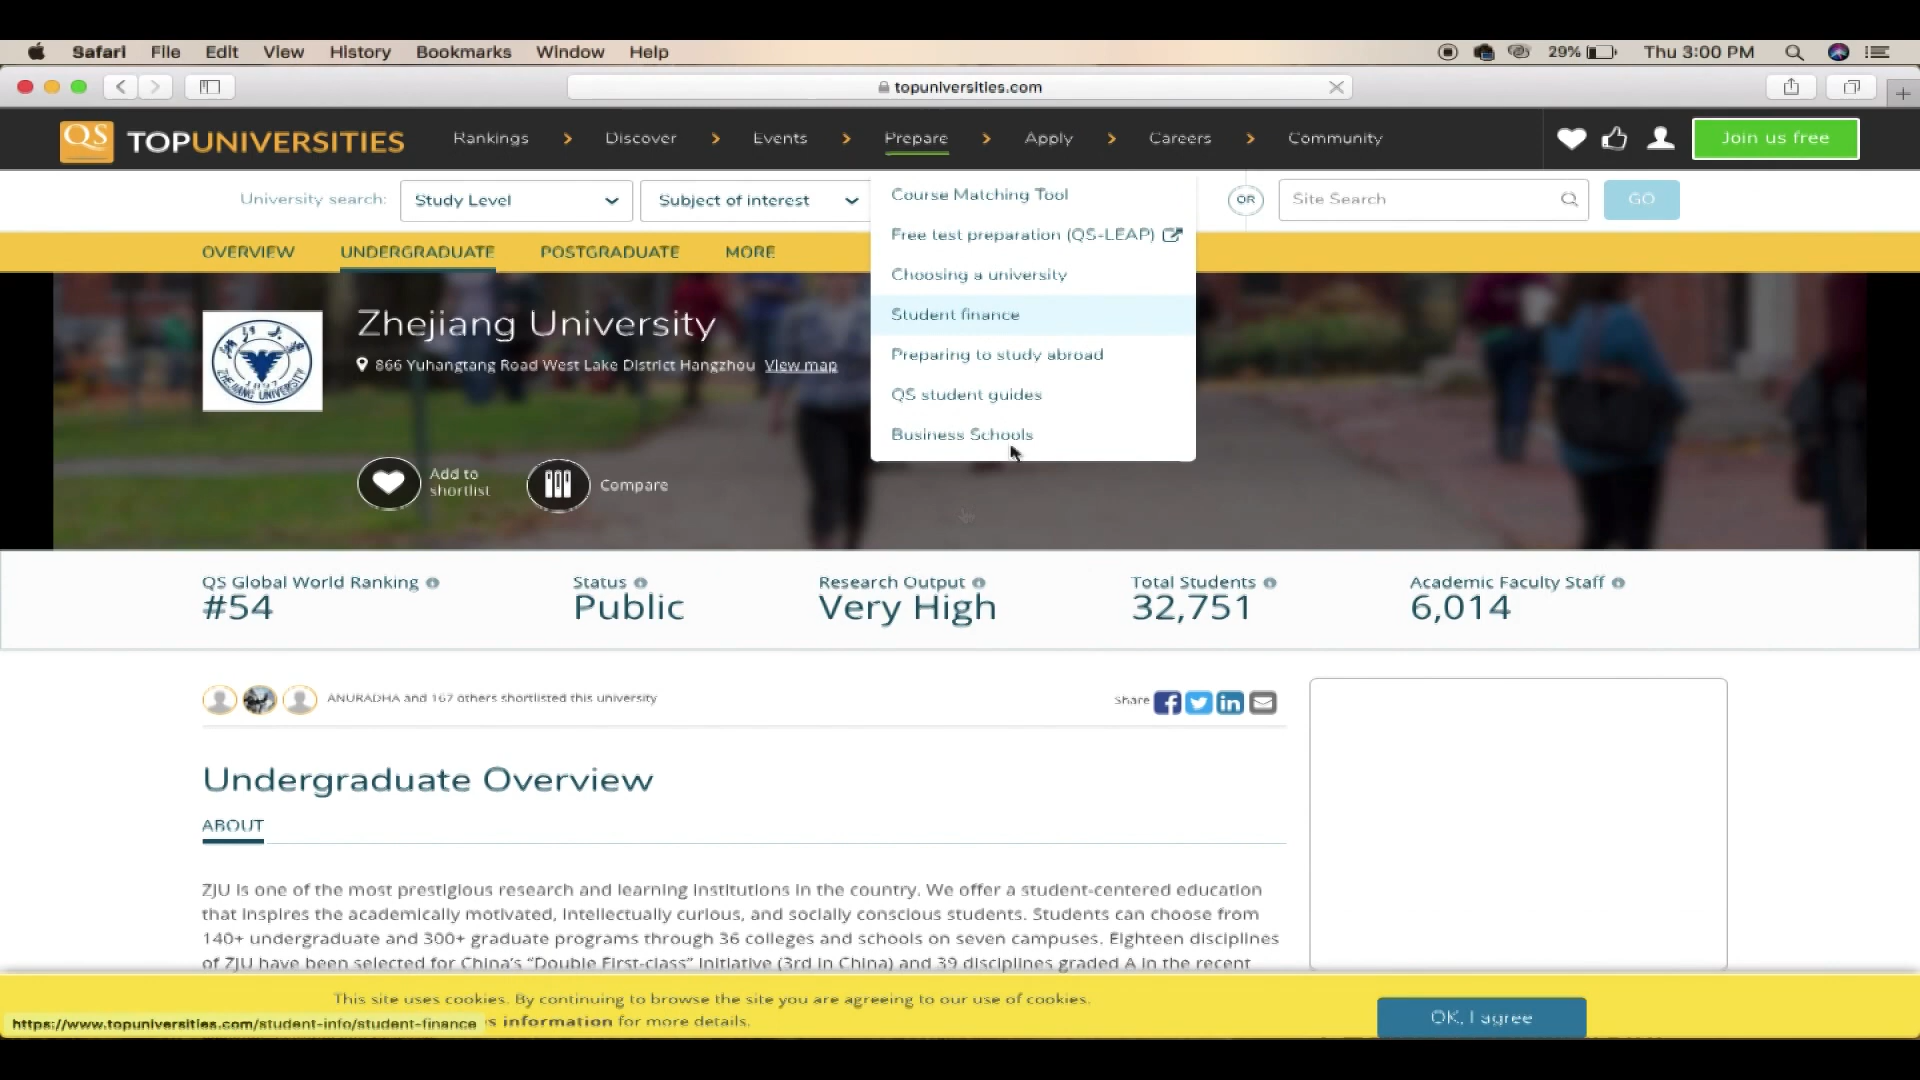 Safari File Edit View History Bookmarks Window Help 29% Thu 3:00 PM
topuniversities.com
QS TOPUNIVERSITIES Rankings > Discover > Events > Prepare > Apply > Careers > Community Join us free
University search: Study Level Subject of interest OR Site Search GO
Course Matching Tool
Free test preparation (QS-LEAP)
Choosing a university
Student finance
Preparing to study abroad
QS student guides
Business Schools
OVERVIEW UNDERGRADUATE POSTGRADUATE MORE
Zhejiang University
866 Yuhangtang Road West Lake District Hangzhou View map
ZHEJIANG UNIVERSITY
Add to
shortlist
Compare
QS Global World Ranking Status Research Output Total Students Academic Faculty Staff
#54 Public Very High 32,751 6,014
ANURADHA and 167 others shortlisted this university Share
Undergraduate Overview
ABOUT
ZJU is one of the most prestigious research and learning institutions in the country. We offer a student-centered education
that inspires the academically motivated, intellectually curious, and socially conscious students. Students can choose from
140+ undergraduate and 300+ graduate programs through 36 colleges and schools on seven campuses. Eighteen disciplines
of ZJU have been selected for China's "Double First-class" Initiative (3rd in China) and 39 disciplines graded A in the recent
This site uses cookies. By continuing to browse the site you are agreeing to our use of cookies.
https://www.topuniversities.com/student-info/student-finance s information for more details.
OK, I agree